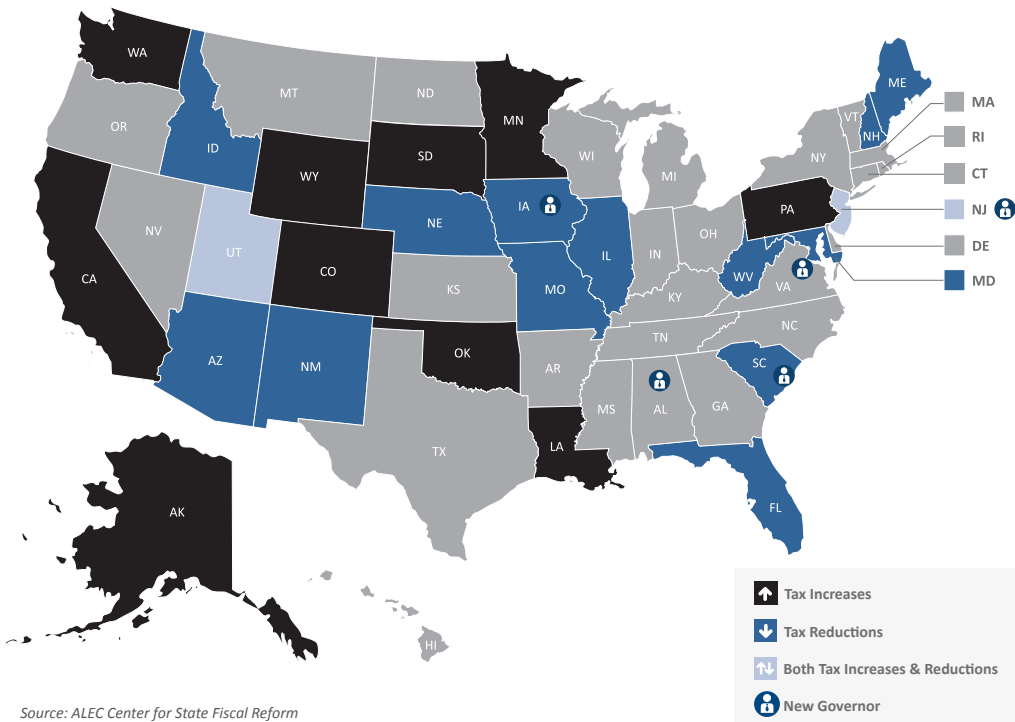 WA
MT
ND
MN
ME
OR
ID
SD
WI
MI
NY
VT
NH
MA
RI
CT
WY
NE
IA
PA
NJ
NV
UT
CO
IL
IN
OH
DE
CA
KS
MO
WV
VA
MD
KY
AZ
NM
OK
AR
TN
NC
SC
TX
LA
MS
AL
GA
AK
FL
HI
Tax Increases
Tax Reductions
Both Tax Increases & Reductions
New Governor
Source: ALEC Center for State Fiscal Reform